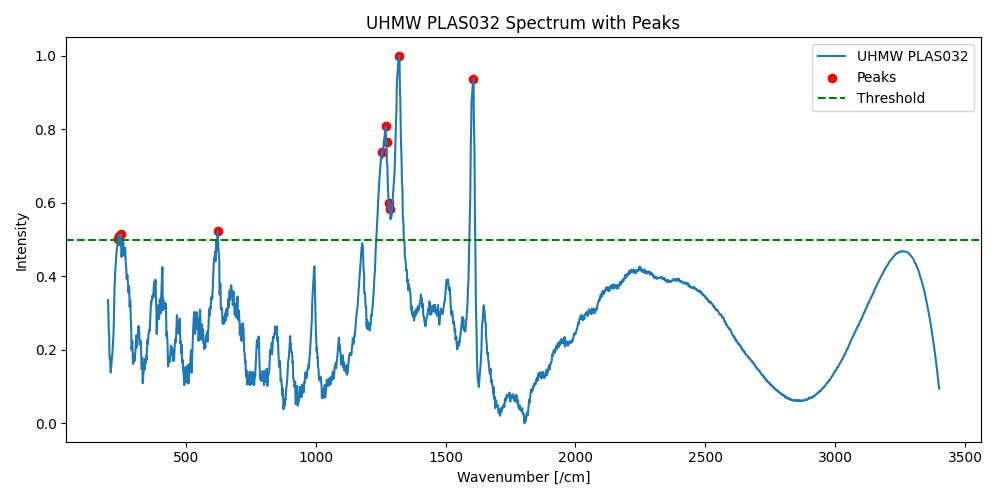 UHMW PLAS032 Spectrum with Peaks
UHMW PLAS032
Peaks
Threshold
Intensity
1.0
0.8
0.6
0.4
0.2
0.0
500 1000 1500 2000 2500 3000 3500
Wavenumber [/cm]